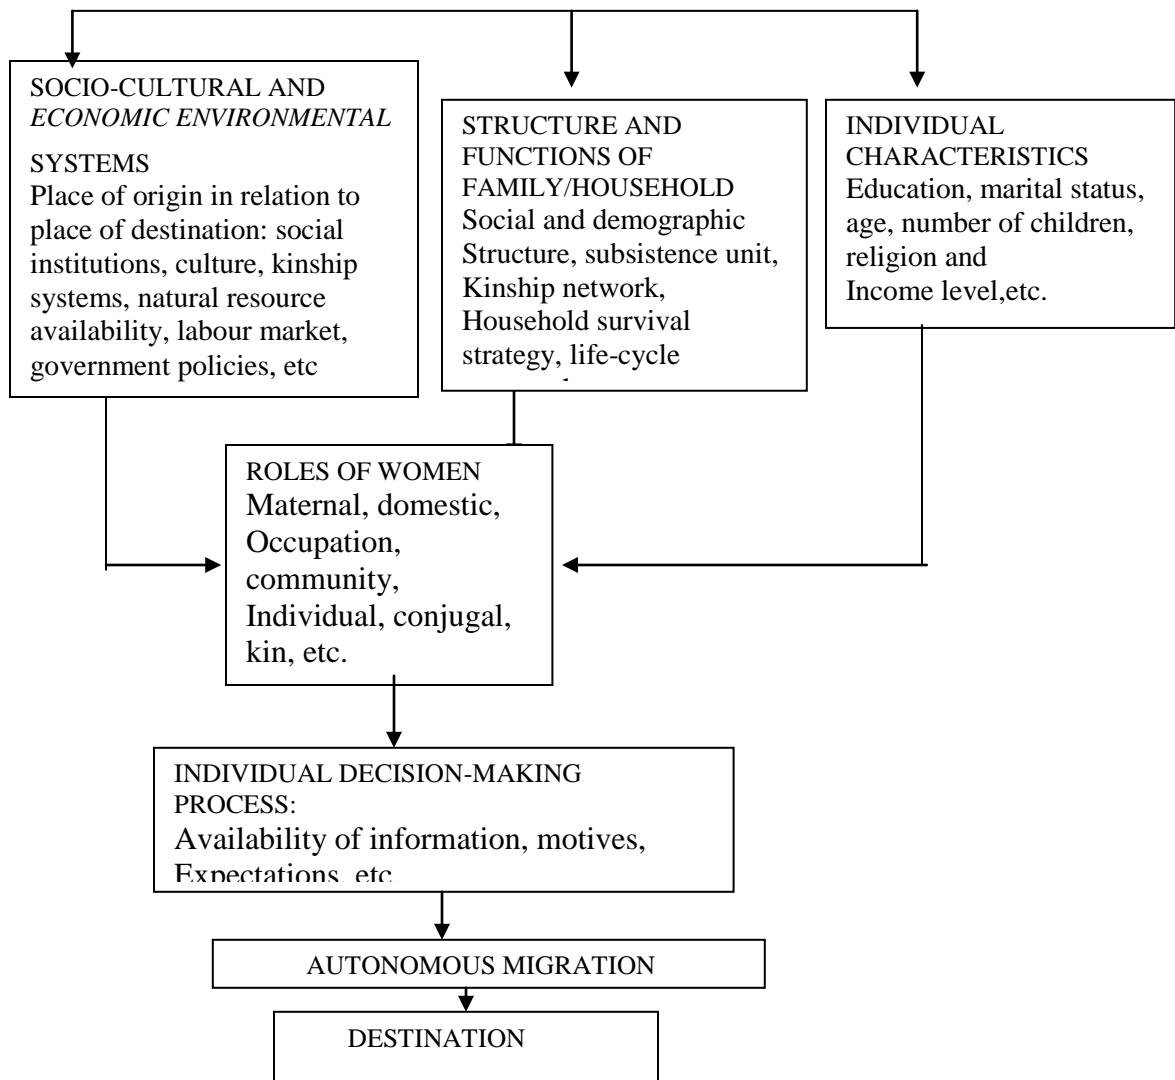 SOCIO-CULTURAL AND
ECONOMIC ENVIRONMENTAL
SYSTEMS
Place of origin in relation to
place of destination: social
institutions, culture, kinship
systems, natural resource
availability, labour market,
government policies, etc
STRUCTURE AND
FUNCTIONS OF
FAMILY/HOUSEHOLD
Social and demographic
Structure, subsistence unit,
Kinship network,
Household survival
strategy, life-cycle
INDIVIDUAL
CHARACTERISTICS
Education, marital status,
age, number of children,
religion and
Income level,etc.
ROLES OF WOMEN
Maternal, domestic,
Occupation,
community,
Individual, conjugal,
kin, etc.
INDIVIDUAL DECISION-MAKING
PROCESS:
Availability of information, motives,
Expectations, etc.
AUTONOMOUS MIGRATION
DESTINATION